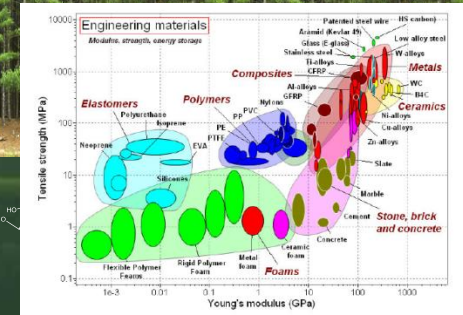 Engineering materials
Modulus, strength, energy storage
Patented steel wire
HS carbon)
Aramid (Kevlar 49)
Glass (E-glass)
Low alloy steel
Stainless steel
W-alloys
Ti-alloys
CFRP
Metals
Composites
Al-alloys
GFRP
WC
B4C
Ceramics
Ni-alloys
Cu-alloys
Zn-alloys
Elastomers
Polyurethane
Isoprene
Neoprene
EVA
Silicones
Polymers
Nylons
PVC
PP
PE
PTFE
Slate
Marble
Cement
Stone, brick
and concrete
Concrete
Flexible Polymer
Foams
Rigid Polymer
Foam
Metal
foam
Foams
Ceramic
foam
Tensile strength (MPa)
10000
1000
100
10
1
0.1
1e-3
0.01
0.1
1
10
100
1000
Young's modulus (GPa)
HO